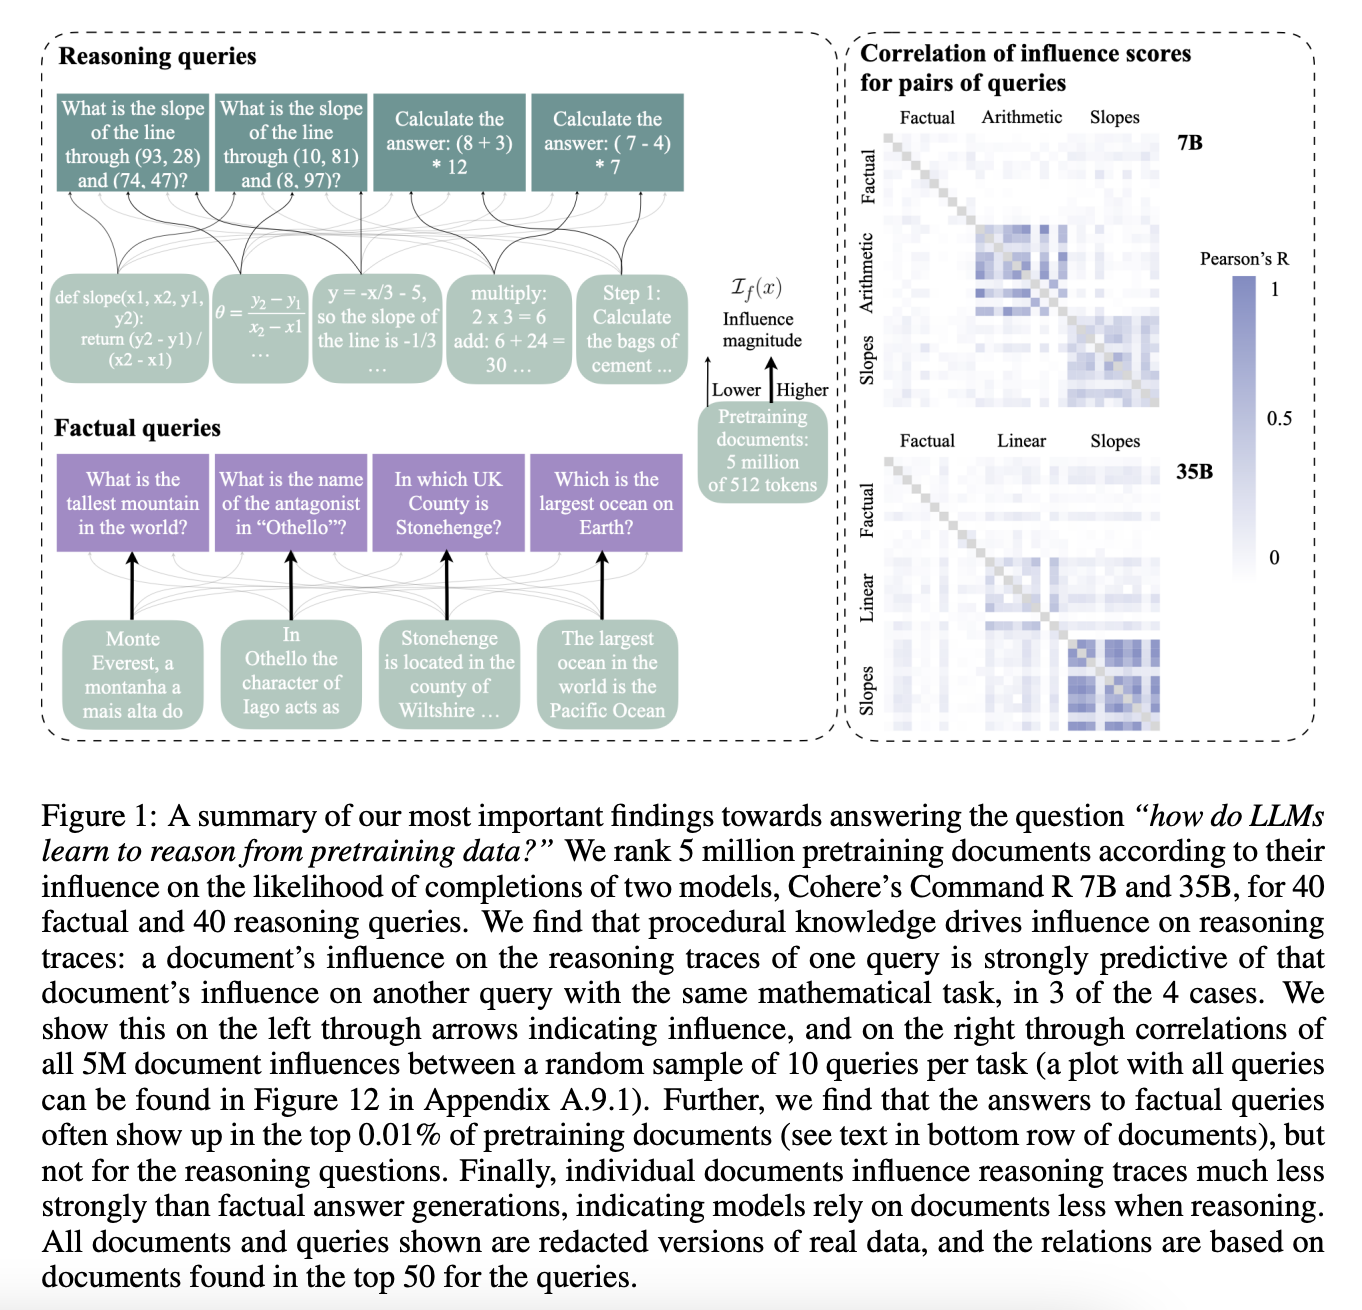 Reasoning queries
What is the slope
of the line
through (93, 28)
and (74, 47)?
What is the slope
of the line
through (10, 81)
and (8, 97)?
Calculate the
answer: (8 + 3)
* 12
Calculate the
answer: ( 7 - 4)
* 7
def slope(x1, x2, y1,
y2):
return (y2 - y1) /
(x2 - x1)
θ = y₂ − y₁
x₂ − x1
…
y = -x/3 - 5,
so the slope of
the line is -1/3
…
multiply:
2 x 3 = 6
add: 6 + 24 =
30 …
Step 1:
Calculate
the bags of
cement ...
ℐ_f(x)
Influence
magnitude
Lower Higher
Pretraining
documents:
5 million
of 512 tokens
Factual queries
What is the
tallest mountain
in the world?
What is the name
of the antagonist
in “Othello”?
In which UK
County is
Stonehenge?
Which is the
largest ocean on
Earth?
Monte
Everest, a
montanha a
mais alta do
In
Othello the
character of
Iago acts as
Stonehenge
is located in the
county of
Wiltshire …
The largest
ocean in the
world is the
Pacific Ocean
Correlation of influence scores
for pairs of queries
Factual Arithmetic Slopes
7B
Factual
Arithmetic
Slopes
Factual Linear Slopes
35B
Factual
Linear
Slopes
Pearson’s R
1
0.5
0
Figure 1: A summary of our most important findings towards answering the question “how do LLMs
learn to reason from pretraining data?” We rank 5 million pretraining documents according to their
influence on the likelihood of completions of two models, Cohere’s Command R 7B and 35B, for 40
factual and 40 reasoning queries. We find that procedural knowledge drives influence on reasoning
traces: a document’s influence on the reasoning traces of one query is strongly predictive of that
document’s influence on another query with the same mathematical task, in 3 of the 4 cases. We
show this on the left through arrows indicating influence, and on the right through correlations of
all 5M document influences between a random sample of 10 queries per task (a plot with all queries
can be found in Figure 12 in Appendix A.9.1). Further, we find that the answers to factual queries
often show up in the top 0.01% of pretraining documents (see text in bottom row of documents), but
not for the reasoning questions. Finally, individual documents influence reasoning traces much less
strongly than factual answer generations, indicating models rely on documents less when reasoning.
All documents and queries shown are redacted versions of real data, and the relations are based on
documents found in the top 50 for the queries.